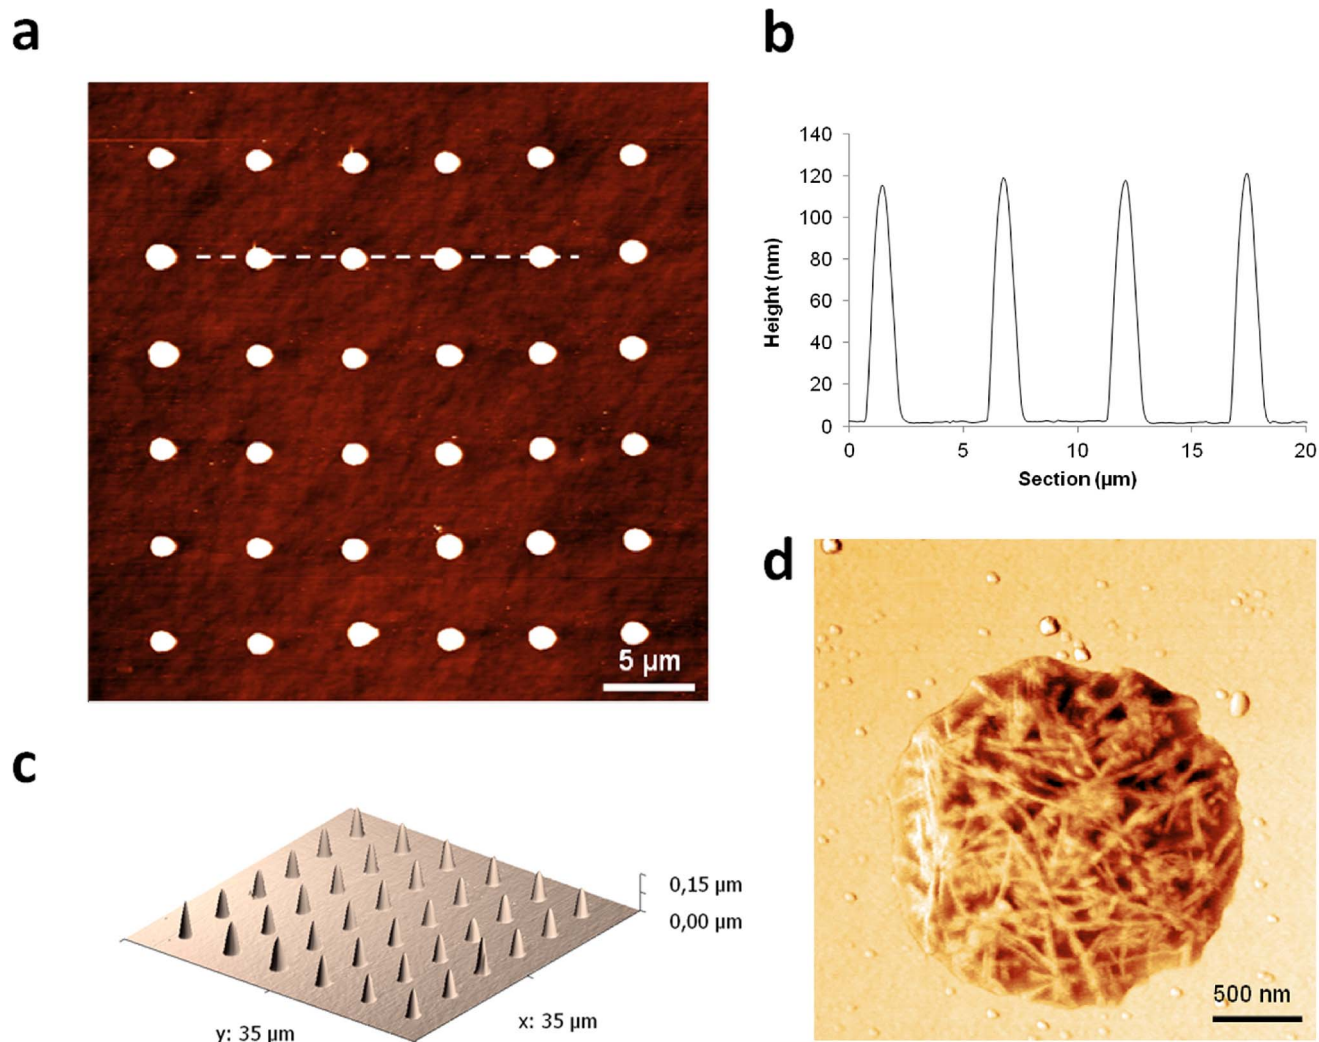 a
5 µm
b
140
120
100
80
60
40
20
0
Height (nm)
0 5 10 15 20
Section (µm)
c
0,15 µm
0,00 µm
y: 35 µm
x: 35 µm
d
500 nm